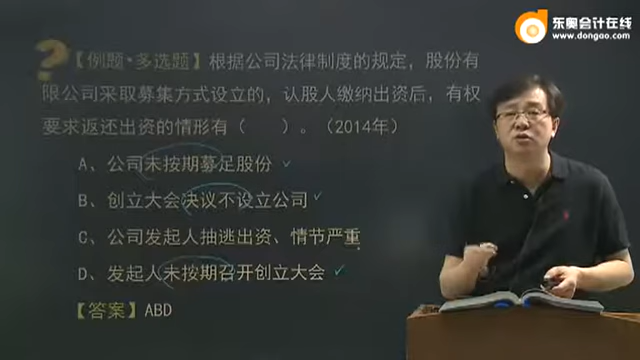 东奥会计在线
www.dongao.com
【例题·多选题】根据公司法律制度的规定，股份有
限公司采取募集方式设立的，认股人缴纳出资后，有权
要求返还出资的情形有（　　）。（2014年）
A、公司未按期募足股份
B、创立大会决议不设立公司
C、公司发起人抽逃出资、情节严重
D、发起人未按期召开创立大会
【答案】ABD